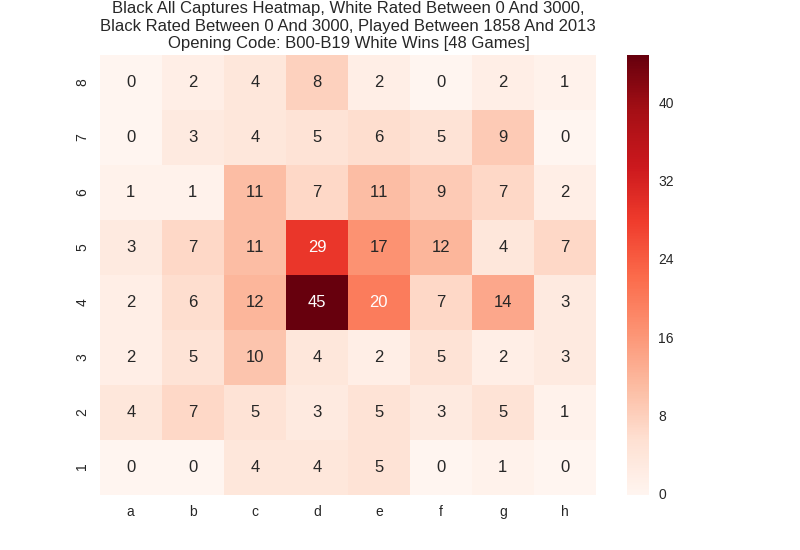 Black All Captures Heatmap, White Rated Between 0 And 3000,
Black Rated Between 0 And 3000, Played Between 1858 And 2013
Opening Code: B00-B19 White Wins [48 Games]
8 0 2 4 8 2 0 2 1
7 0 3 4 5 6 5 9 0
6 1 1 11 7 11 9 7 2
5 3 7 11 29 17 12 4 7
4 2 6 12 45 20 7 14 3
3 2 5 10 4 2 5 2 3
2 4 7 5 3 5 3 5 1
1 0 0 4 4 5 0 1 0
a b c d e f g h
40
32
24
16
8
0